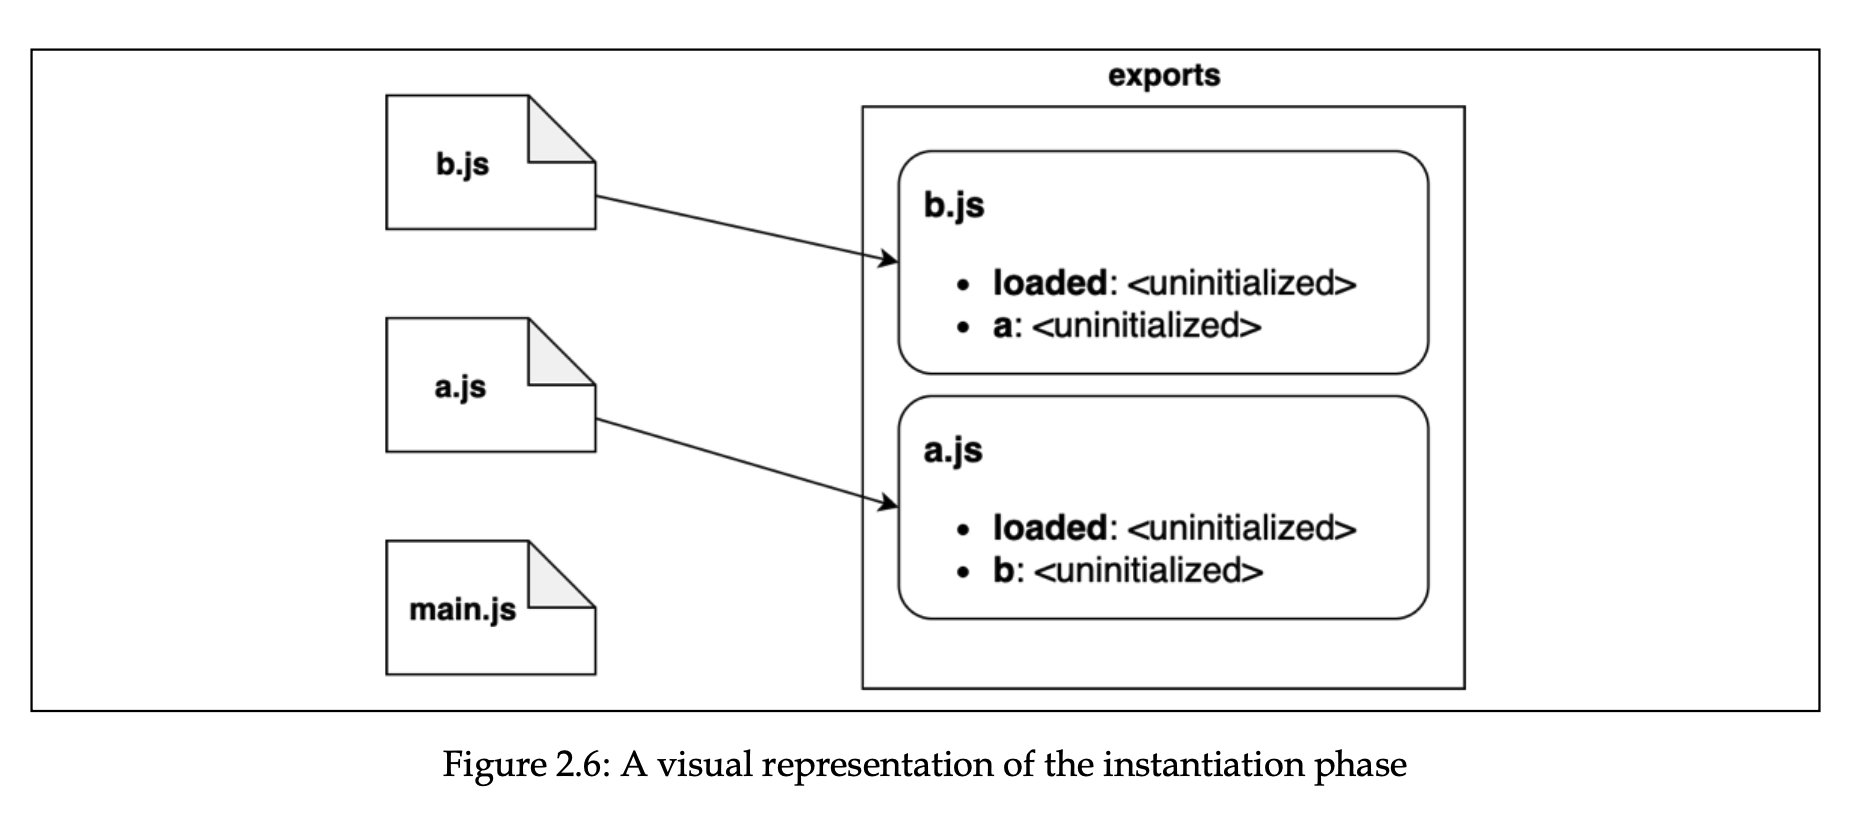 exports
b.js
b.js
• loaded: <uninitialized>
• a: <uninitialized>
a.js
a.js
• loaded: <uninitialized>
• b: <uninitialized>
main.js
Figure 2.6: A visual representation of the instantiation phase